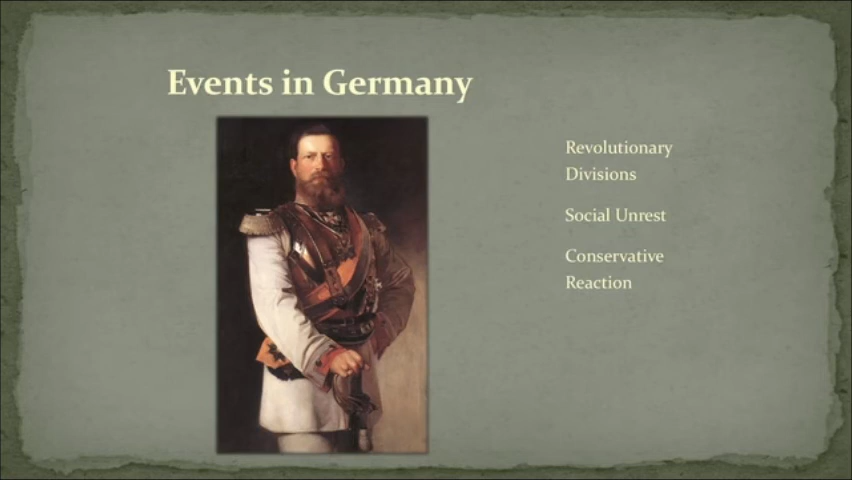 Events in Germany
Revolutionary
Divisions
Social Unrest
Conservative
Reaction